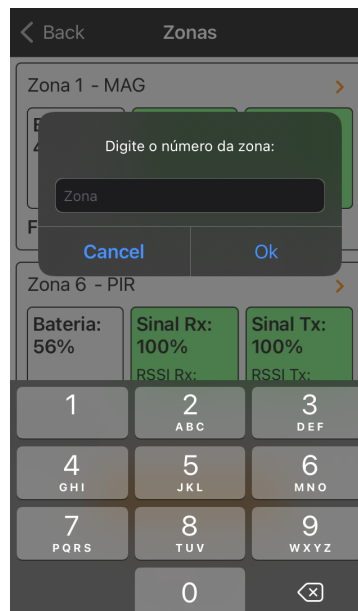 Back
Zonas
Zona 1 - MAG
Digite o número da zona:
Zona
Cancel
Ok
Zona 6 - PIR
Bateria:
56%
Sinal Rx:
100%
RSSI Rx:
Sinal Tx:
100%
RSSI Tx:
1
2
ABC
3
DEF
4
GHI
5
JKL
6
MNO
7
PQRS
8
TUV
9
WXYZ
0